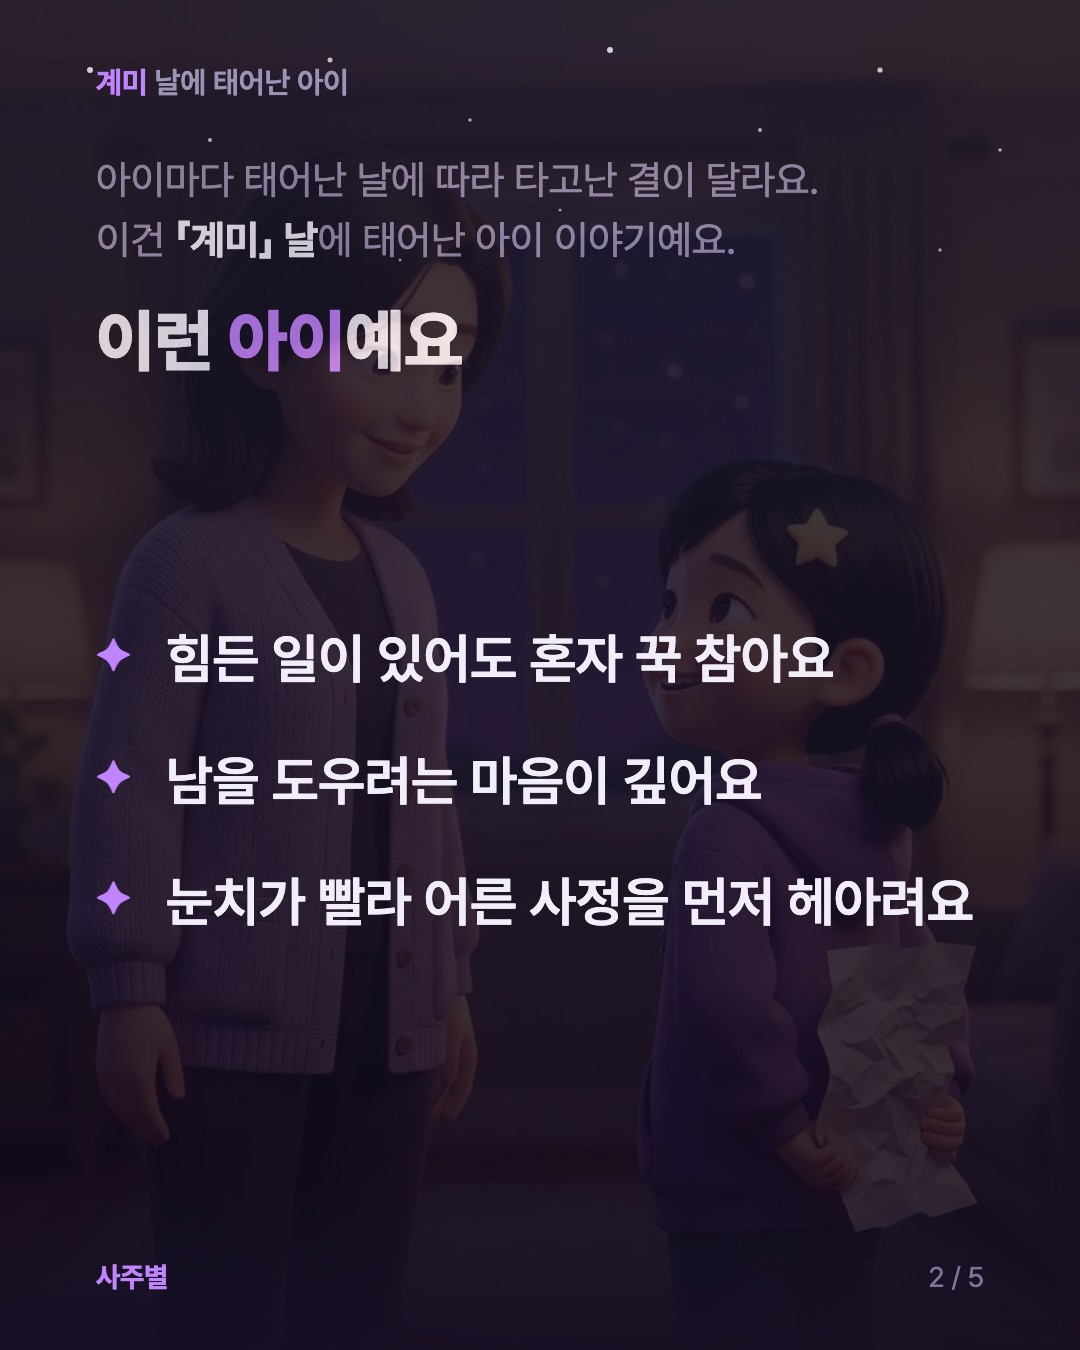 계미 날에 태어난 아이
아이마다 태어난 날에 따라 타고난 결이 달라요.
이건 「계미」 날에 태어난 아이 이야기예요.
이런 아이예요
힘든 일이 있어도 혼자 꾹 참아요
남을 도우려는 마음이 깊어요
눈치가 빨라 어른 사정을 먼저 헤아려요
사주별
2 / 5